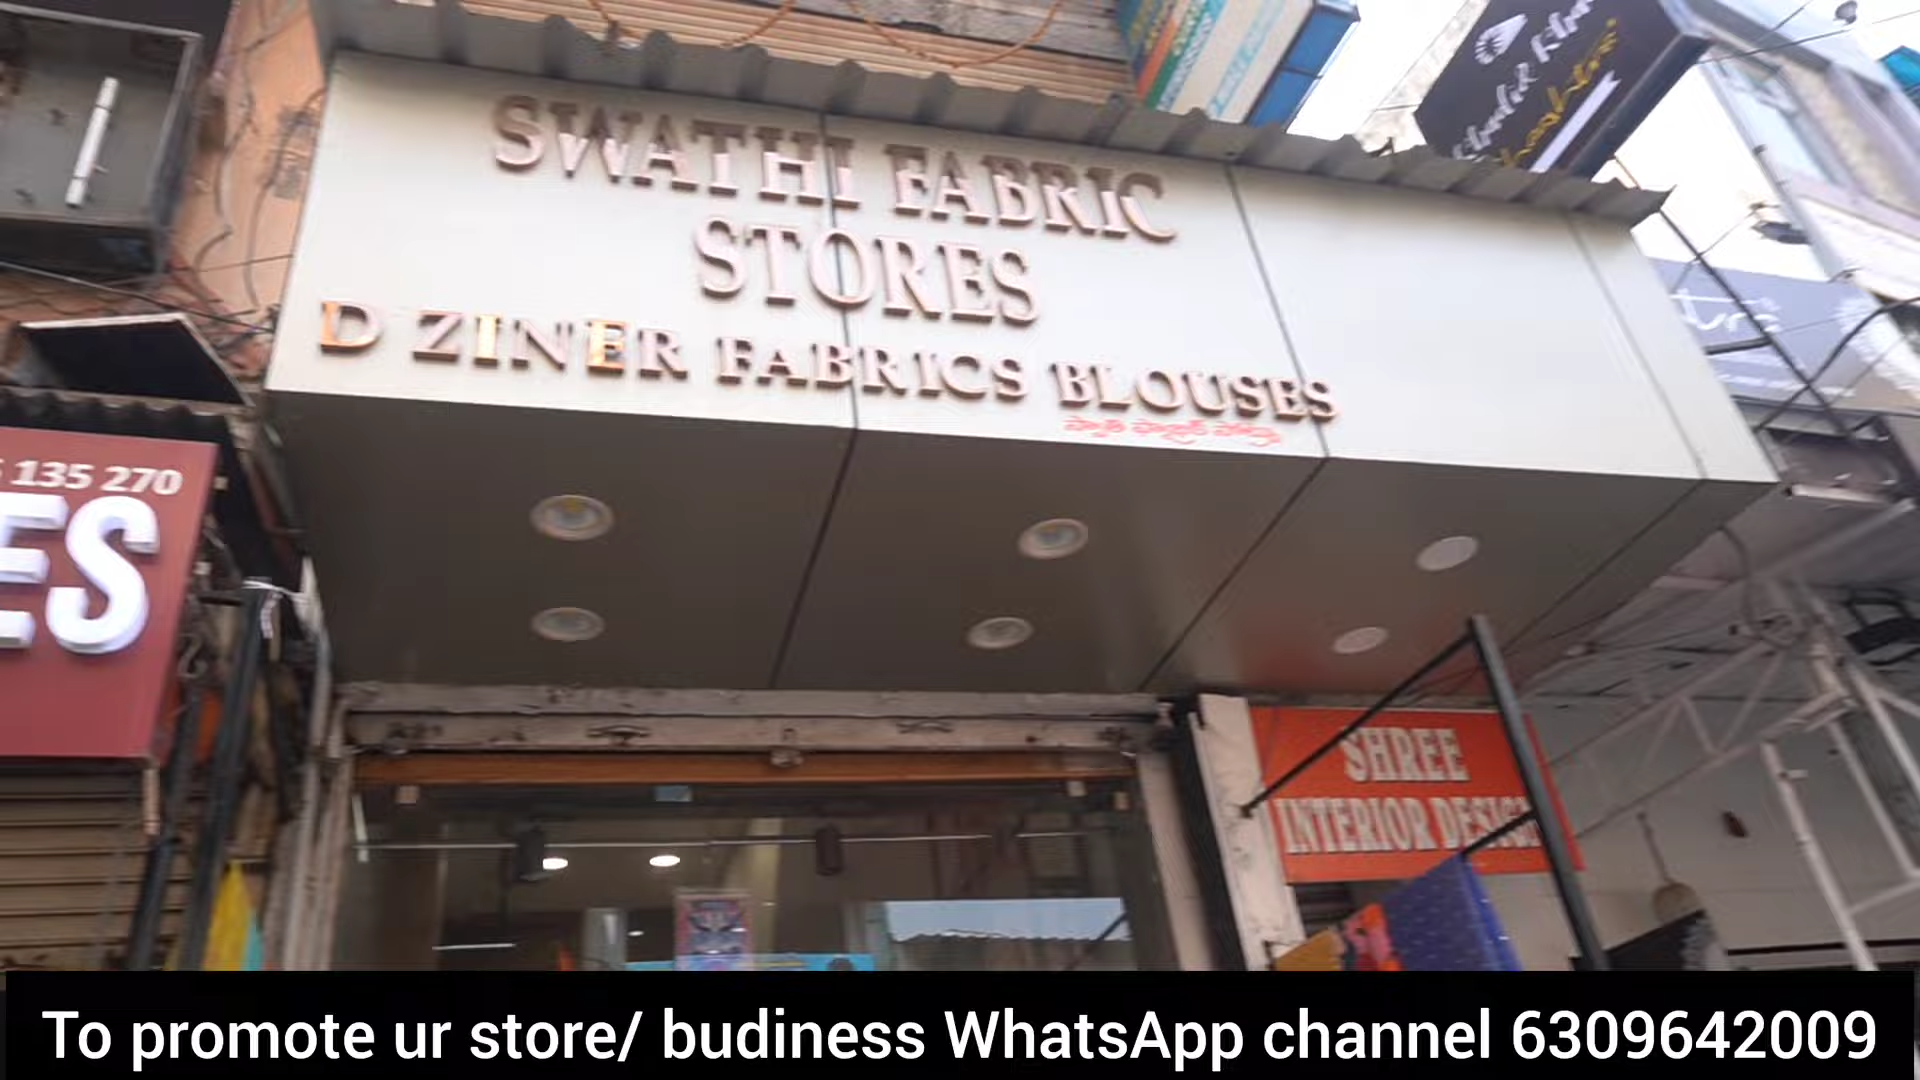 SWATHI FABRIC
STORES
D ZINER FABRICS BLOUSES
స్వాతి ఫాబ్రిక్ స్టోర్స్
135 270
ES
SHREE
INTERIOR DESIGN
To promote ur store/ budiness WhatsApp channel 6309642009